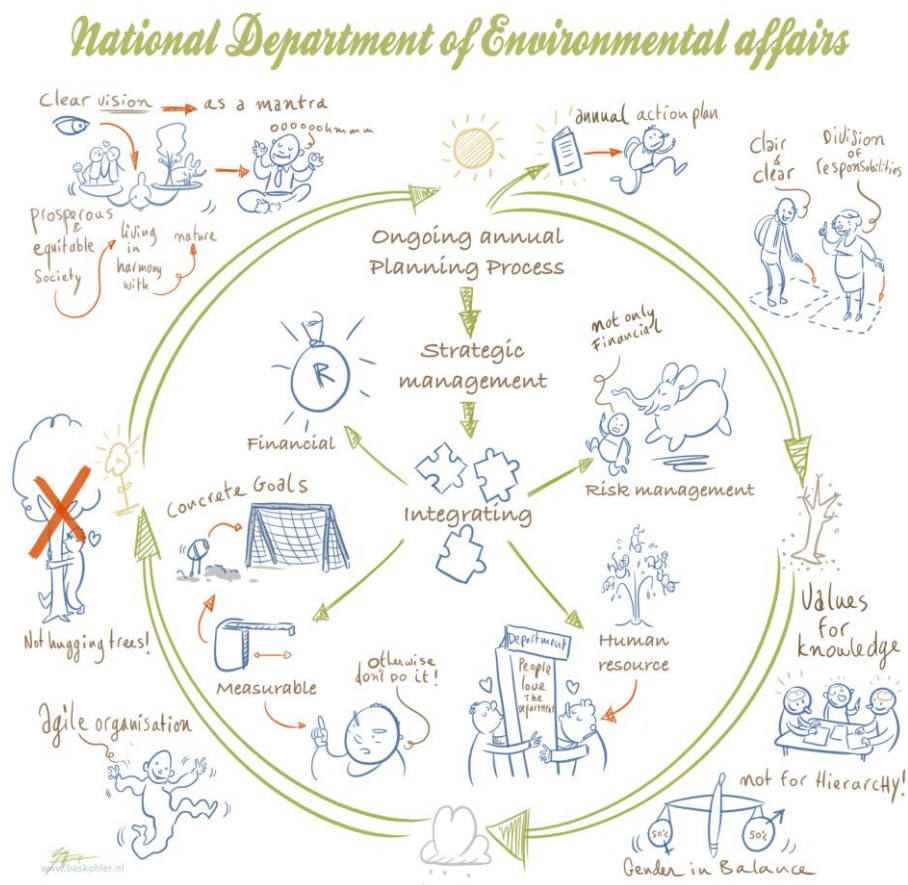 National Department of Environmental affairs
Clear vision
as a mantra
oooooohmmm
prosperous
&
equitable
Society
living
in
harmony
with
nature
annual action plan
Clair
&
clear
Division
of
responsabilities
Ongoing annual
Planning Process
Strategic
management
not only
Financial
R
Financial
Risk management
Integrating
Concrete Goals
Measurable
Otherwise
don't do it!
Human
resource
Department
People
love
The
Department
Not hugging trees!
agile organisation
Values
for
knowledge
not for HierarcHy!
50%
50%
Gender in Balance
www.baskohler.nl